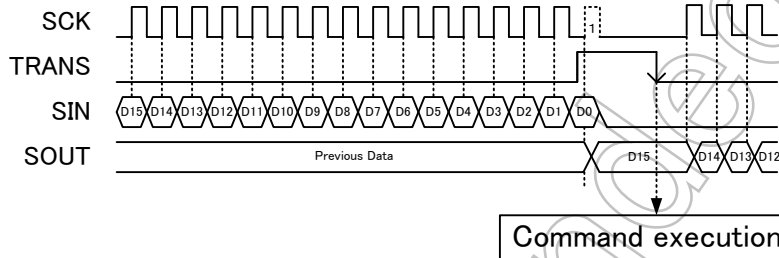 SCK
1
TRANS
SIN D15 D14 D13 D12 D11 D10 D9 D8 D7 D6 D5 D4 D3 D2 D1 D0
SOUT Previous Data D15 D14 D13 D12
Command execution